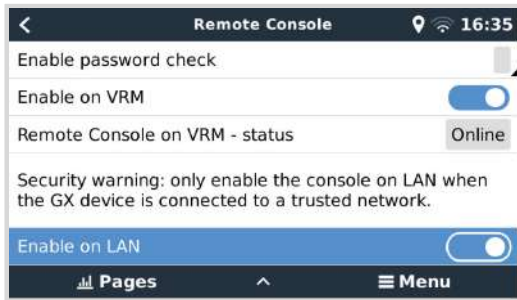 Remote Console 16:35
Enable password check
Enable on VRM
Remote Console on VRM - status Online
Security warning: only enable the console on LAN when
the GX device is connected to a trusted network.
Enable on LAN
Pages Menu